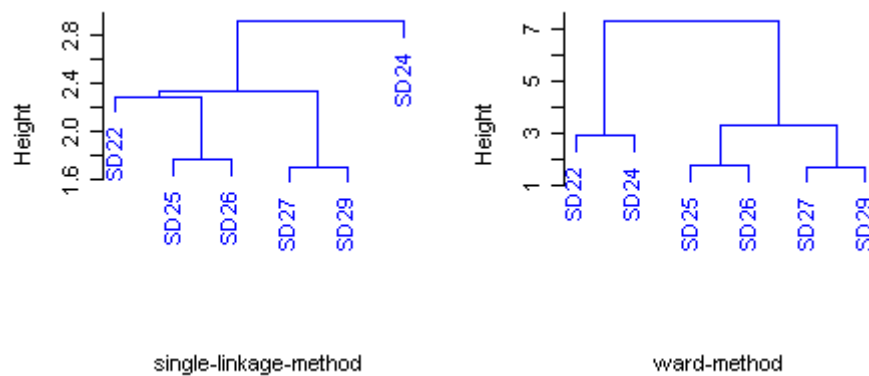 Height
2.8
2.4
2.0
1.6
SD22
SD25
SD26
SD27
SD29
SD24
single-linkage-method
Height
7
5
3
1
SD22
SD24
SD25
SD26
SD27
SD29
ward-method